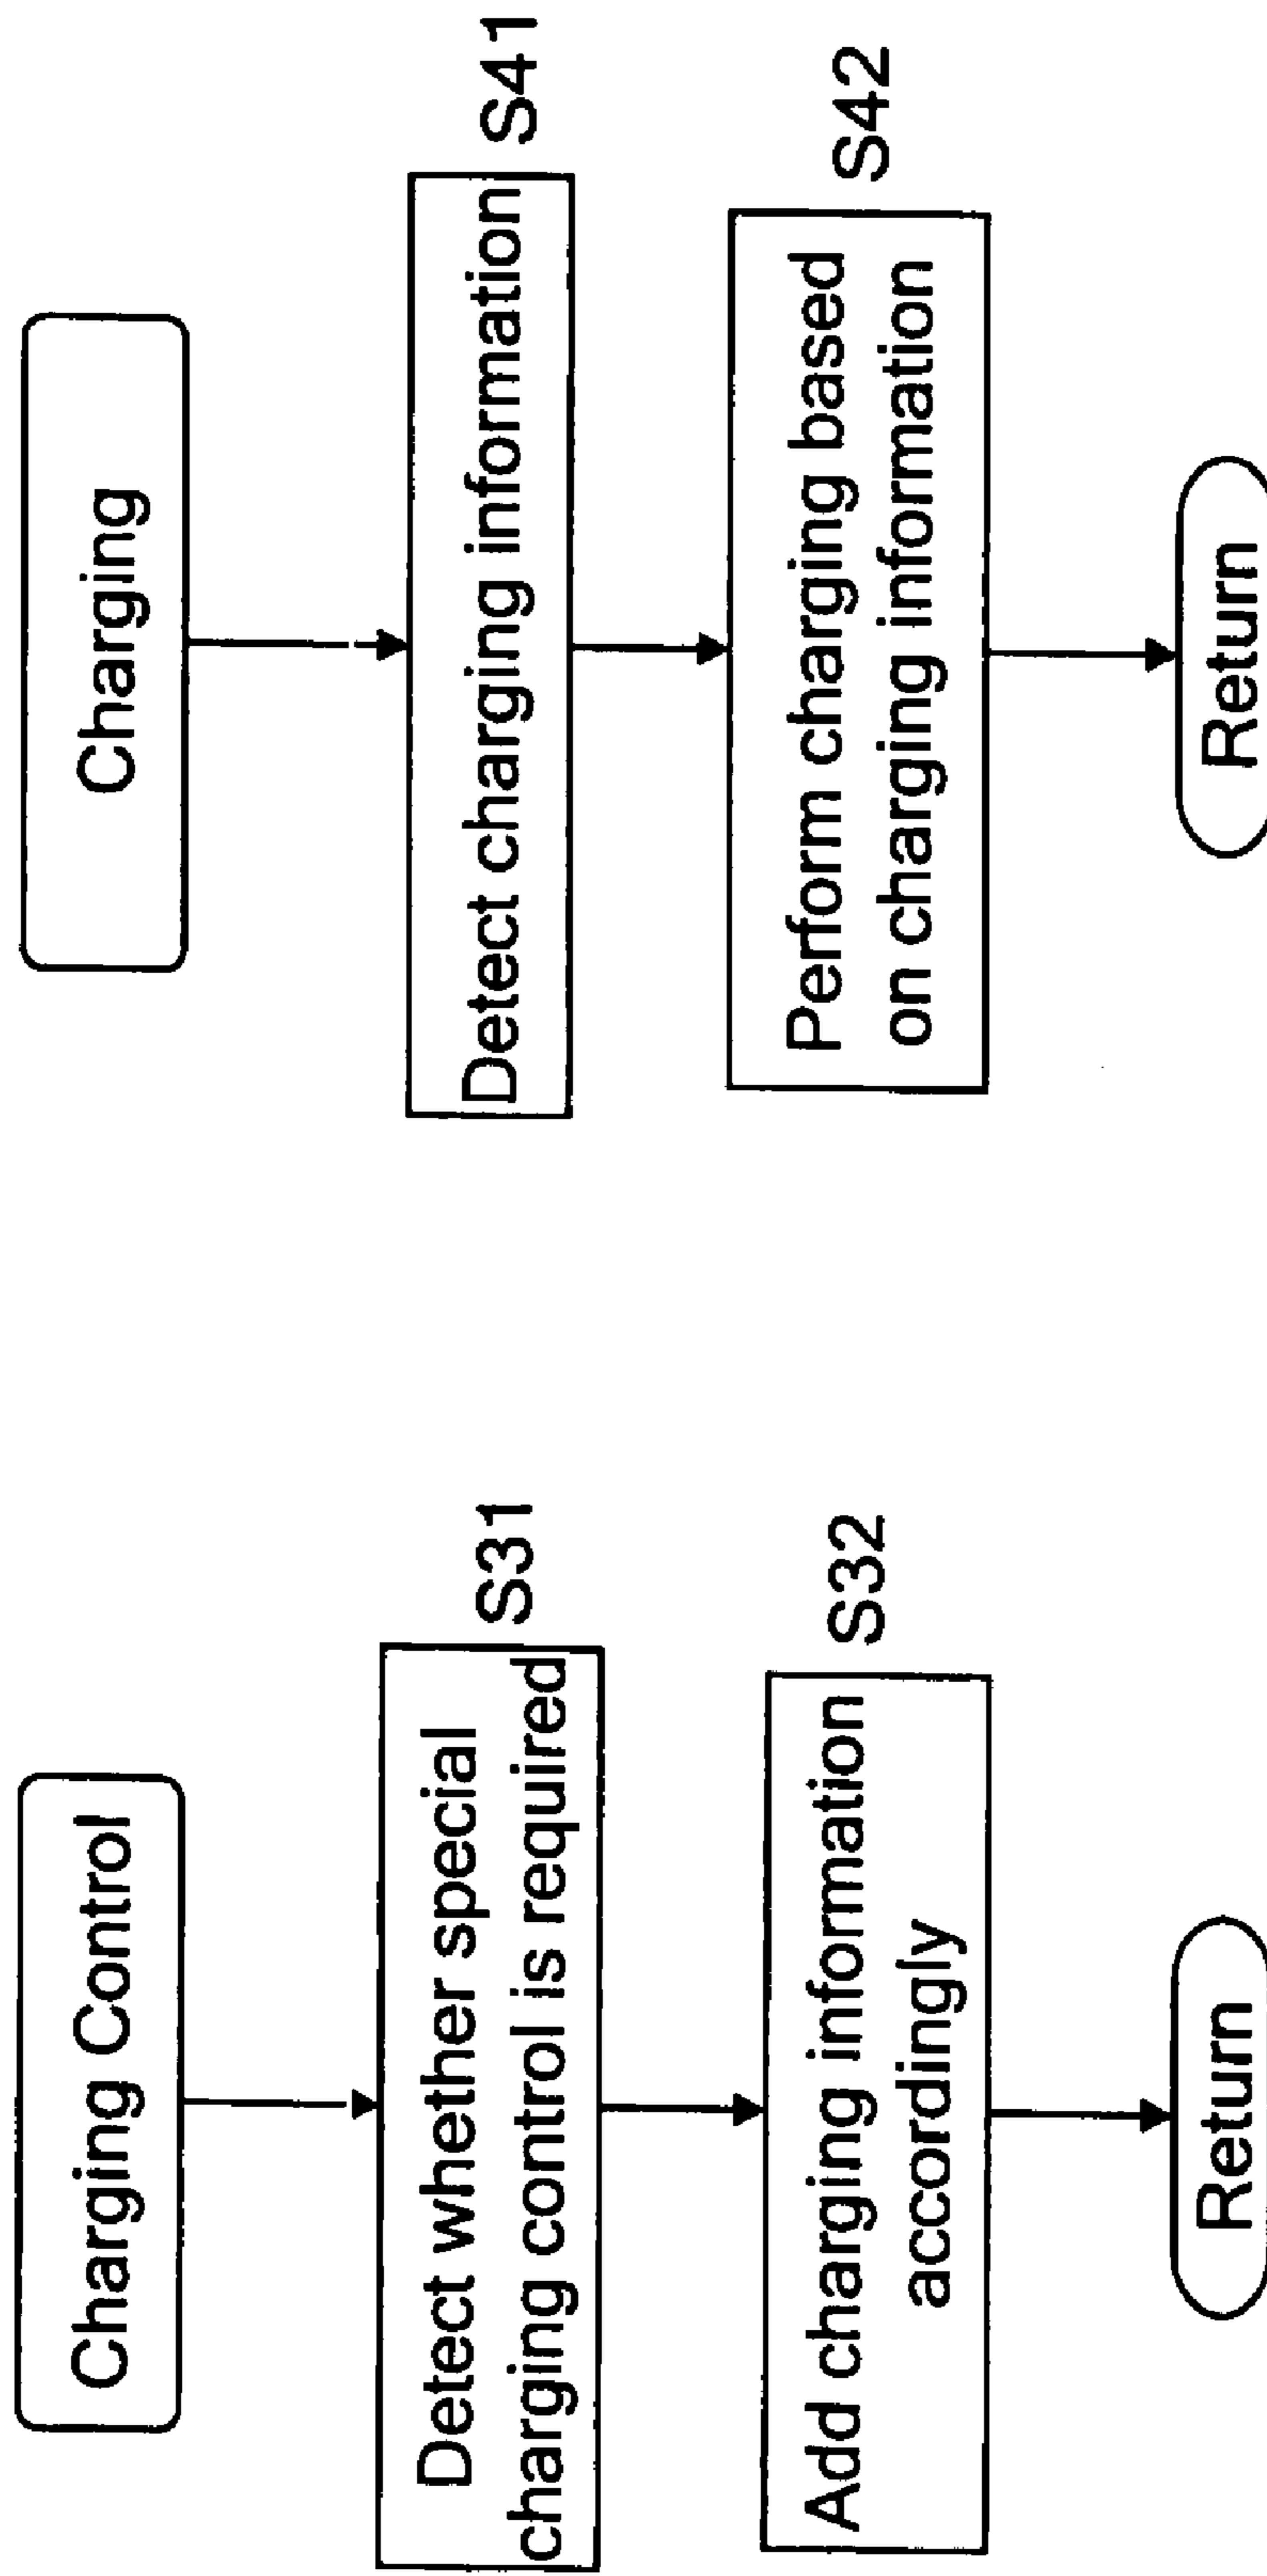 Charging Control
Detect whether special
charging control is required
S31
Add charging information
accordingly
S32
Return
Charging
Detect charging information
S41
Perform charging based
on charging information
S42
Return